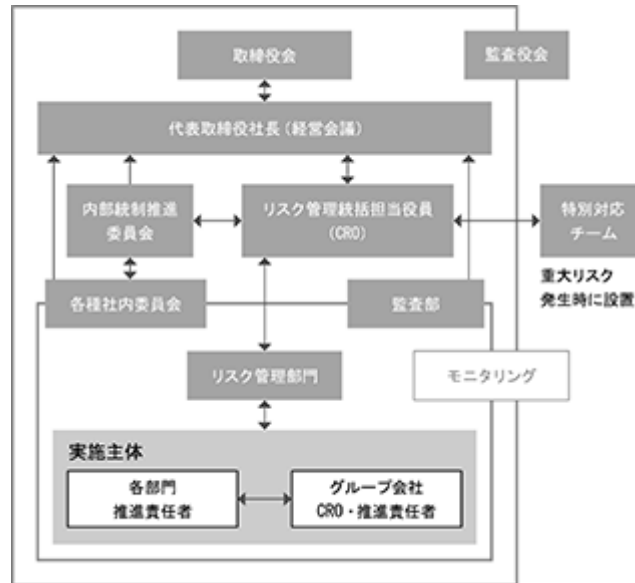 取締役会
監査役会
代表取締役社長（経営会議）
内部統制推進
委員会
リスク管理統括担当役員
(CRO)
特別対応
チーム
重大リスク
発生時に設置
各種社内委員会
監査部
リスク管理部門
モニタリング
実施主体
各部門
推進責任者
グループ会社
CRO・推進責任者